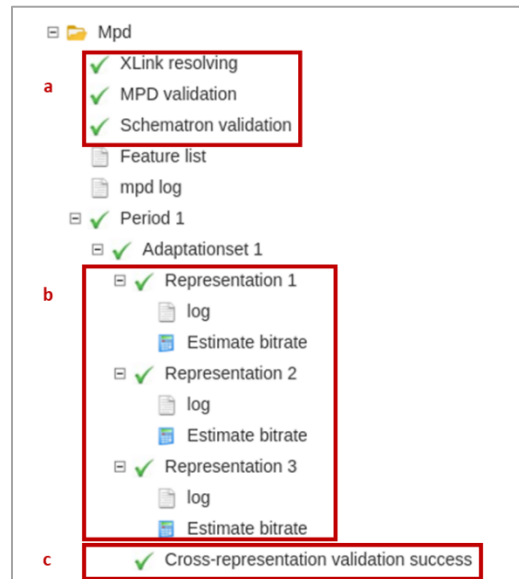 Mpd
XLink resolving
a
MPD validation
Schematron validation
Feature list
mpd log
Period 1
Adaptationset 1
Representation 1
b
log
Estimate bitrate
Representation 2
log
Estimate bitrate
Representation 3
log
Estimate bitrate
c Cross-representation validation success